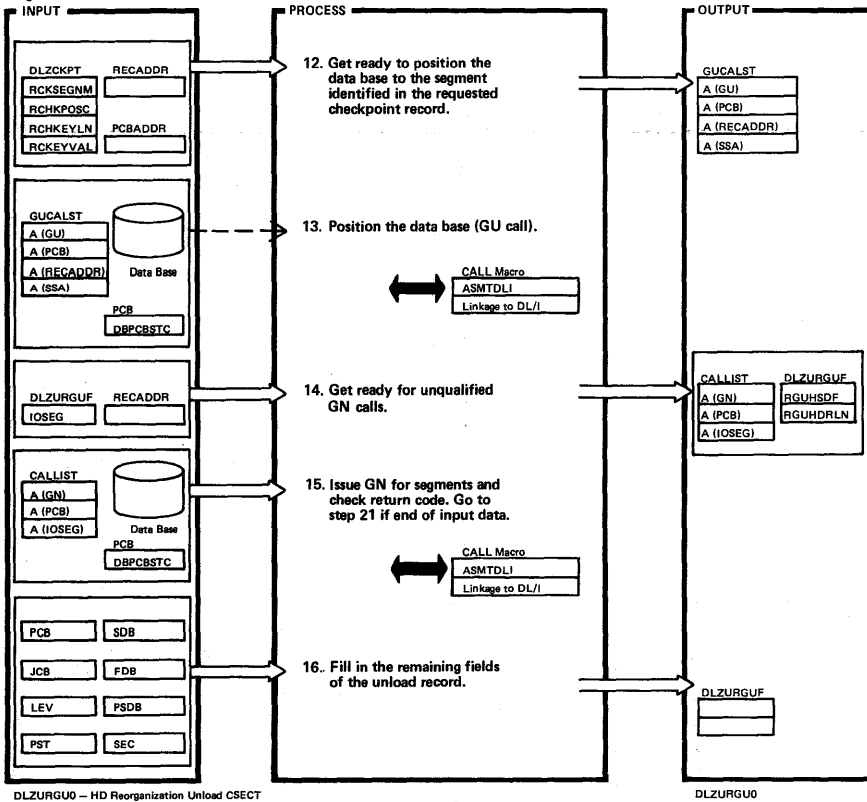 INPUT
PROCESS
OUTPUT
DLZCKPT
RECADDR
RCKSEGNM
RCHKPOSC
RCHKEYLN
PCBADDR
RCKEYVAL
12. Get ready to position the
data base to the segment
identified in the requested
checkpoint record.
GUCALST
A (GU)
A (PCB)
A (RECADDR)
A (SSA)
GUCALST
A (GU)
A (PCB)
A (RECADDR)
A (SSA)
Data Base
PCB
DBPCBSTC
13. Position the data base (GU call).
CALL Macro
ASMTDLI
Linkage to DL/I
DLZURGUF
RECADDR
IOSEG
14. Get ready for unqualified
GN calls.
CALLIST
DLZURGUF
A (GN)
RGUHSDF
A (PCB)
RGUHDRLN
A (IOSEG)
CALLIST
A (GN)
A (PCB)
A (IOSEG)
Data Base
PCB
DBPCBSTC
15. Issue GN for segments and
check return code. Go to
step 21 if end of input data.
CALL Macro
ASMTDLI
Linkage to DL/I
PCB
SDB
JCB
FDB
LEV
PSDB
PST
SEC
16. Fill in the remaining fields
of the unload record.
DLZURGUF
DLZURGU0 – HD Reorganization Unload CSECT
DLZURGU0